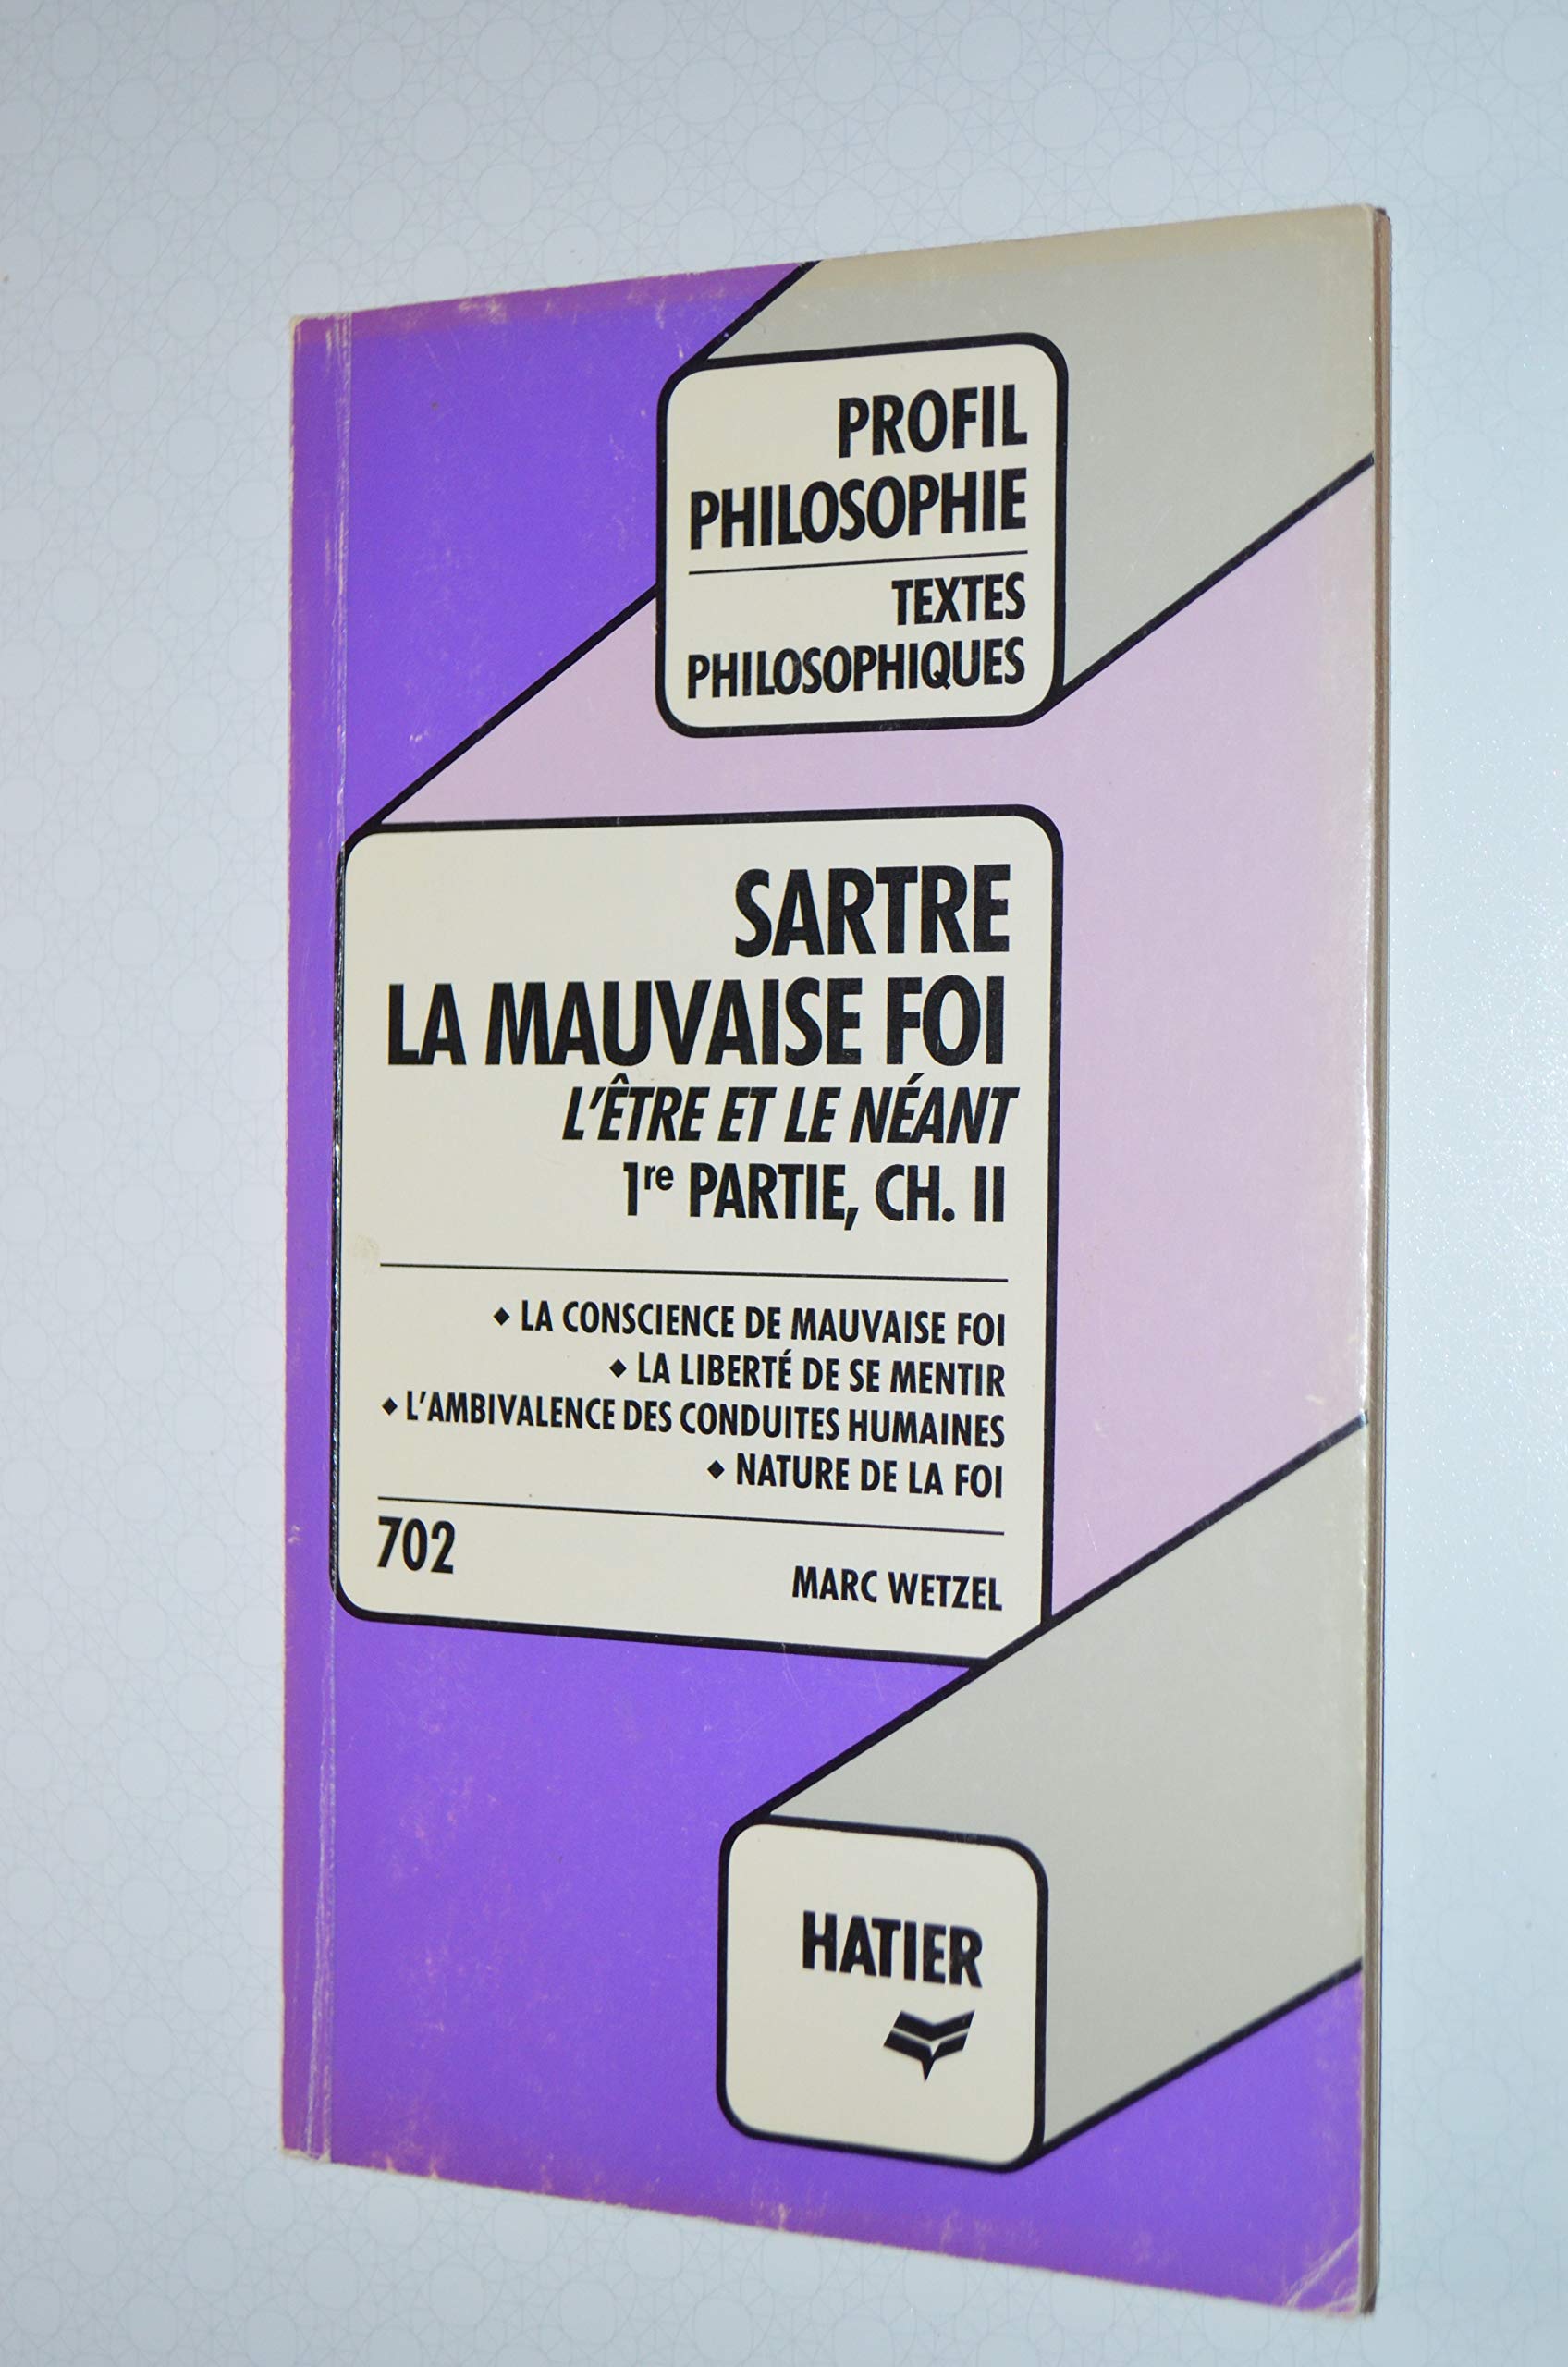 PROFIL
PHILOSOPHIE
TEXTES
PHILOSOPHIQUES
SARTRE
LA MAUVAISE FOI
L'ÊTRE ET LE NÉANT
1re PARTIE, CH. II
◆ LA CONSCIENCE DE MAUVAISE FOI
◆ LA LIBERTÉ DE SE MENTIR
◆ L'AMBIVALENCE DES CONDUITES HUMAINES
◆ NATURE DE LA FOI
702
MARC WETZEL
HATIER